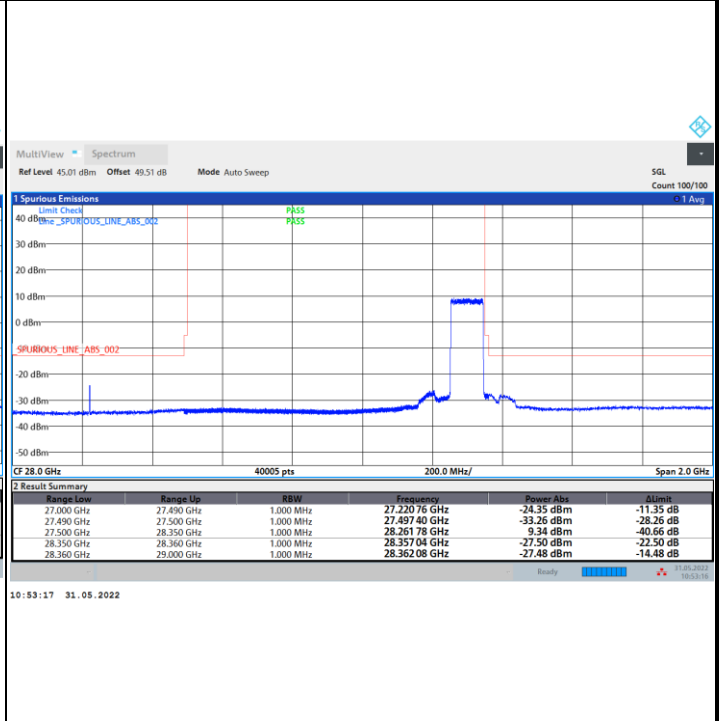 MultiView Spectrum
Ref Level 45.01 dBm Offset 49.51 dB Mode Auto Sweep SGL
Count 100/100
1 Spurious Emissions 1 Avg
Limit Check PASS
40 dBm
Line _SPURIOUS_LINE_ABS_002 PASS
30 dBm
20 dBm
10 dBm
0 dBm
_SPURIOUS_LINE_ABS_002
-20 dBm
-30 dBm
-40 dBm
-50 dBm
CF 28.0 GHz 40005 pts 200.0 MHz/ Span 2.0 GHz
2 Result Summary
Range Low Range Up RBW Frequency Power Abs ΔLimit
27.000 GHz 27.490 GHz 1.000 MHz 27.220 76 GHz -24.35 dBm -11.35 dB
27.490 GHz 27.500 GHz 1.000 MHz 27.497 40 GHz -33.26 dBm -28.26 dB
27.500 GHz 28.350 GHz 1.000 MHz 28.261 78 GHz 9.34 dBm -40.66 dB
28.350 GHz 28.360 GHz 1.000 MHz 28.357 04 GHz -27.50 dBm -22.50 dB
28.360 GHz 29.000 GHz 1.000 MHz 28.362 08 GHz -27.48 dBm -14.48 dB
Ready 31.05.2022
10:53:16
10:53:17 31.05.2022